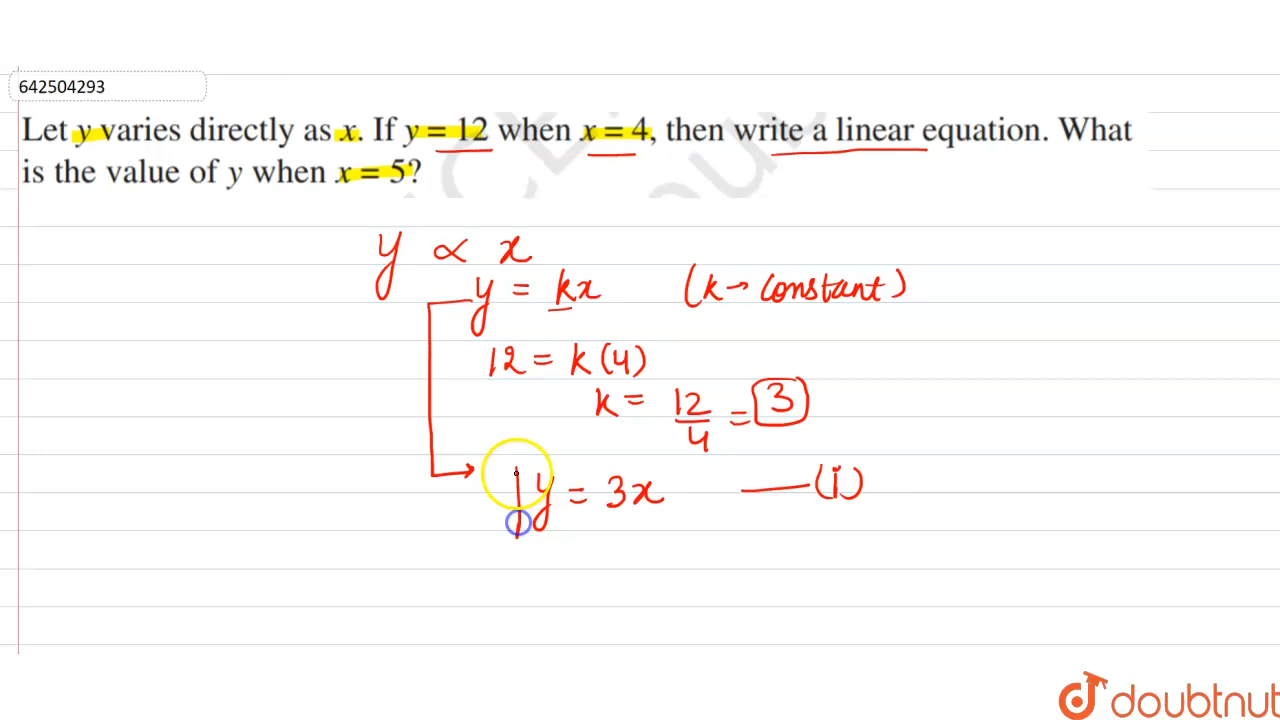 642504293
Let y varies directly as x. If y = 12 when x = 4, then write a linear equation. What
is the value of y when x = 5?
y ∝ x
y = kx (k → constant)
12 = k(4)
k = 12/4 = 3
y = 3x —(i)
doubtnut